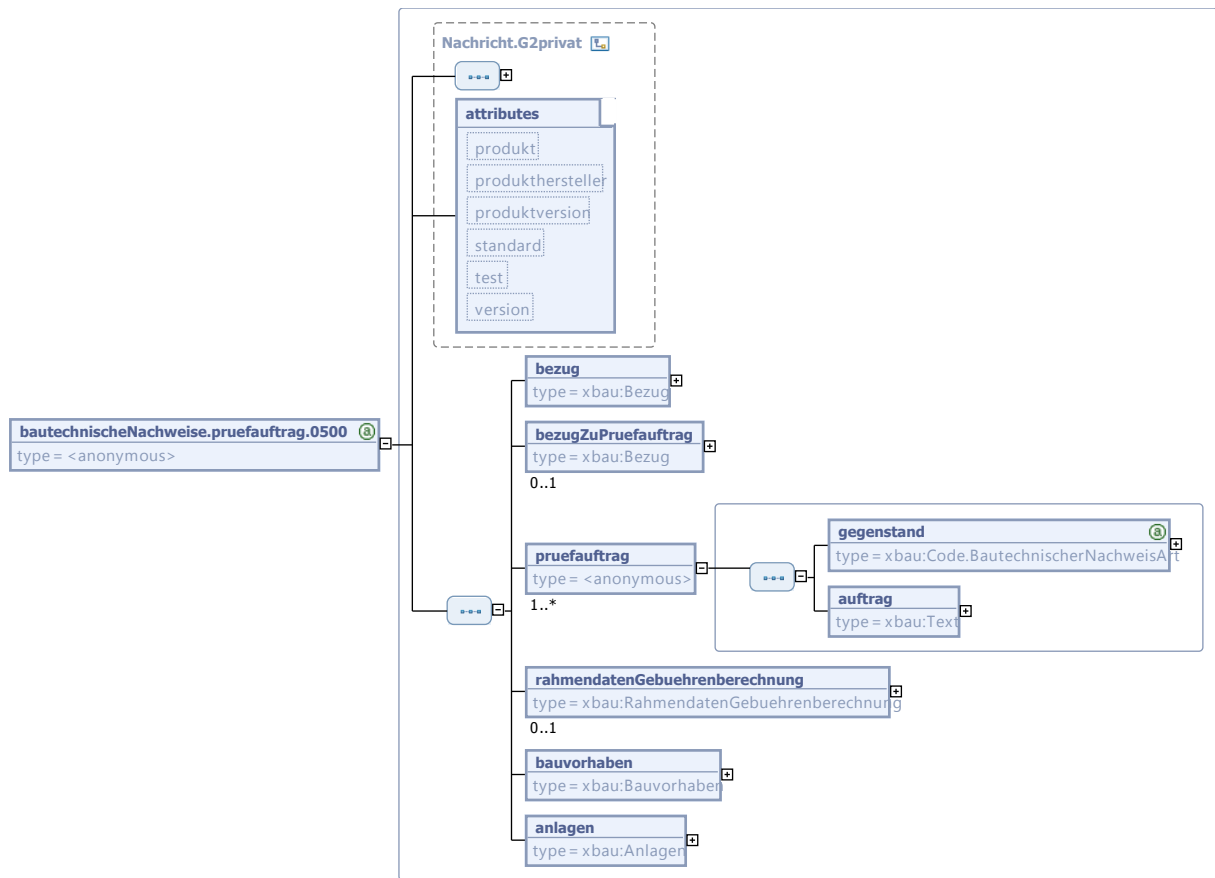 Nachricht.G2privat
attributes
produkt
produkthersteller
produktversion
standard
test
version
bautechnischeNachweise.pruefauftrag.0500 a
type = <anonymous>
bezug
type = xbau:Bezug
bezugZuPruefauftrag
type = xbau:Bezug
0..1
pruefauftrag
type = <anonymous>
1..*
gegenstand a
type = xbau:Code.BautechnischerNachweisArt
auftrag
type = xbau:Text
rahmendatenGebuehrenberechnung
type = xbau:RahmendatenGebuehrenberechnung
0..1
bauvorhaben
type = xbau:Bauvorhaben
anlagen
type = xbau:Anlagen